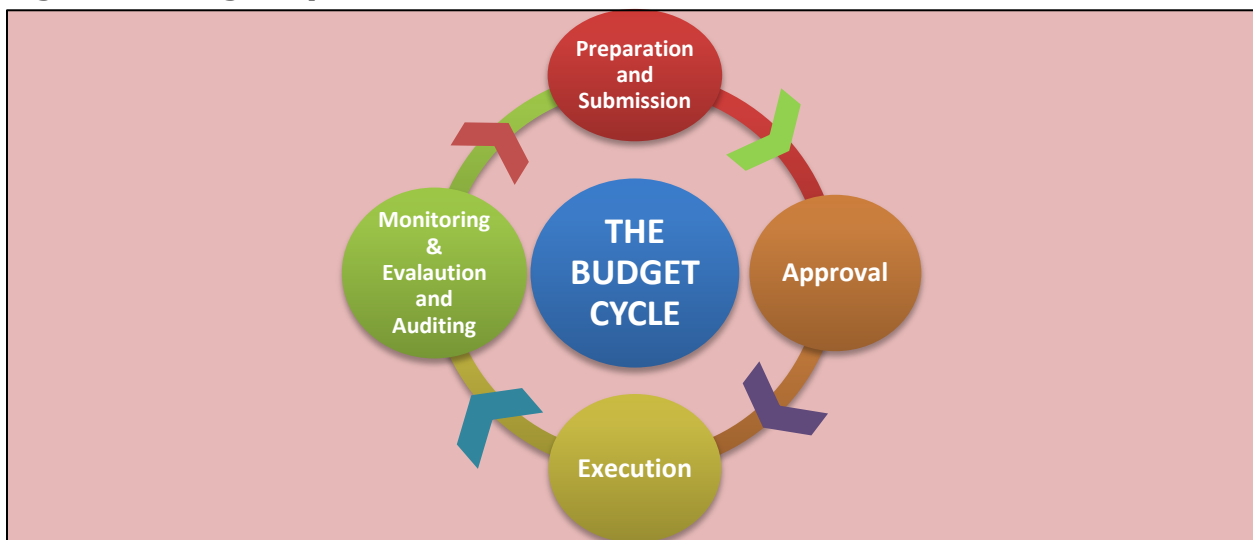 Preparation
and
Submission
Monitoring
&
Evalaution
and
Auditing
THE
BUDGET
CYCLE
Approval
Execution